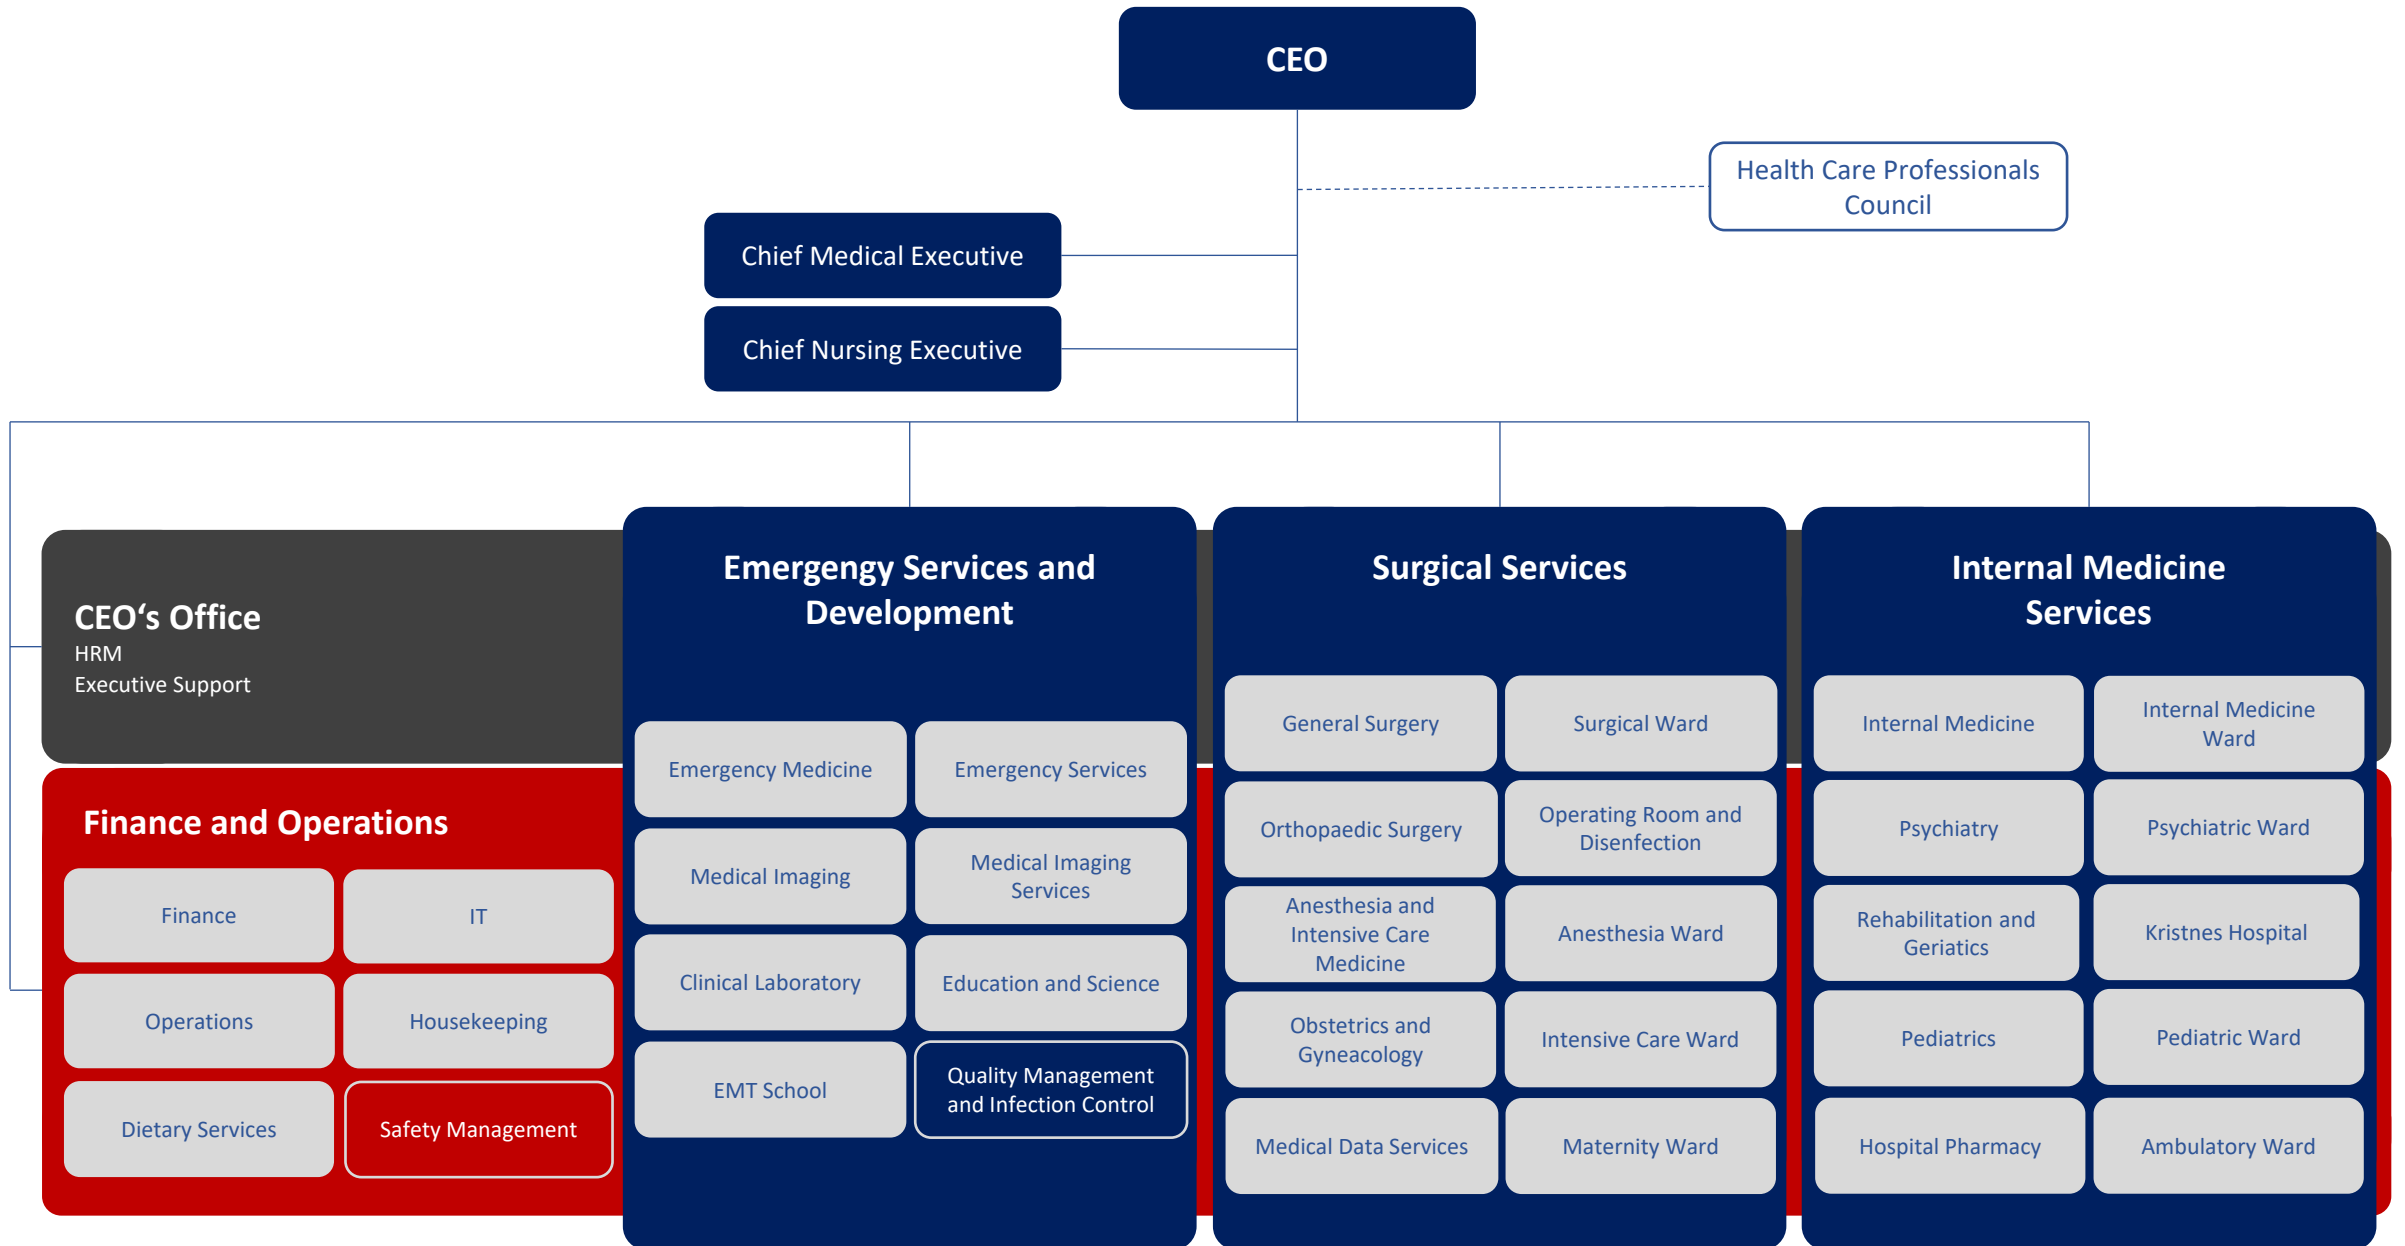 CEO
Health Care Professionals
Council
Chief Medical Executive
Chief Nursing Executive
CEO‘s Office
HRM
Executive Support
Finance and Operations
Finance
IT
Operations
Housekeeping
Dietary Services
Safety Management
Emergengy Services and
Development
Emergency Medicine
Emergency Services
Medical Imaging
Medical Imaging
Services
Clinical Laboratory
Education and Science
EMT School
Quality Management
and Infection Control
Surgical Services
General Surgery
Surgical Ward
Orthopaedic Surgery
Operating Room and
Disenfection
Anesthesia and
Intensive Care
Medicine
Anesthesia Ward
Obstetrics and
Gyneacology
Intensive Care Ward
Medical Data Services
Maternity Ward
Internal Medicine
Services
Internal Medicine
Internal Medicine
Ward
Psychiatry
Psychiatric Ward
Rehabilitation and
Geriatics
Kristnes Hospital
Pediatrics
Pediatric Ward
Hospital Pharmacy
Ambulatory Ward